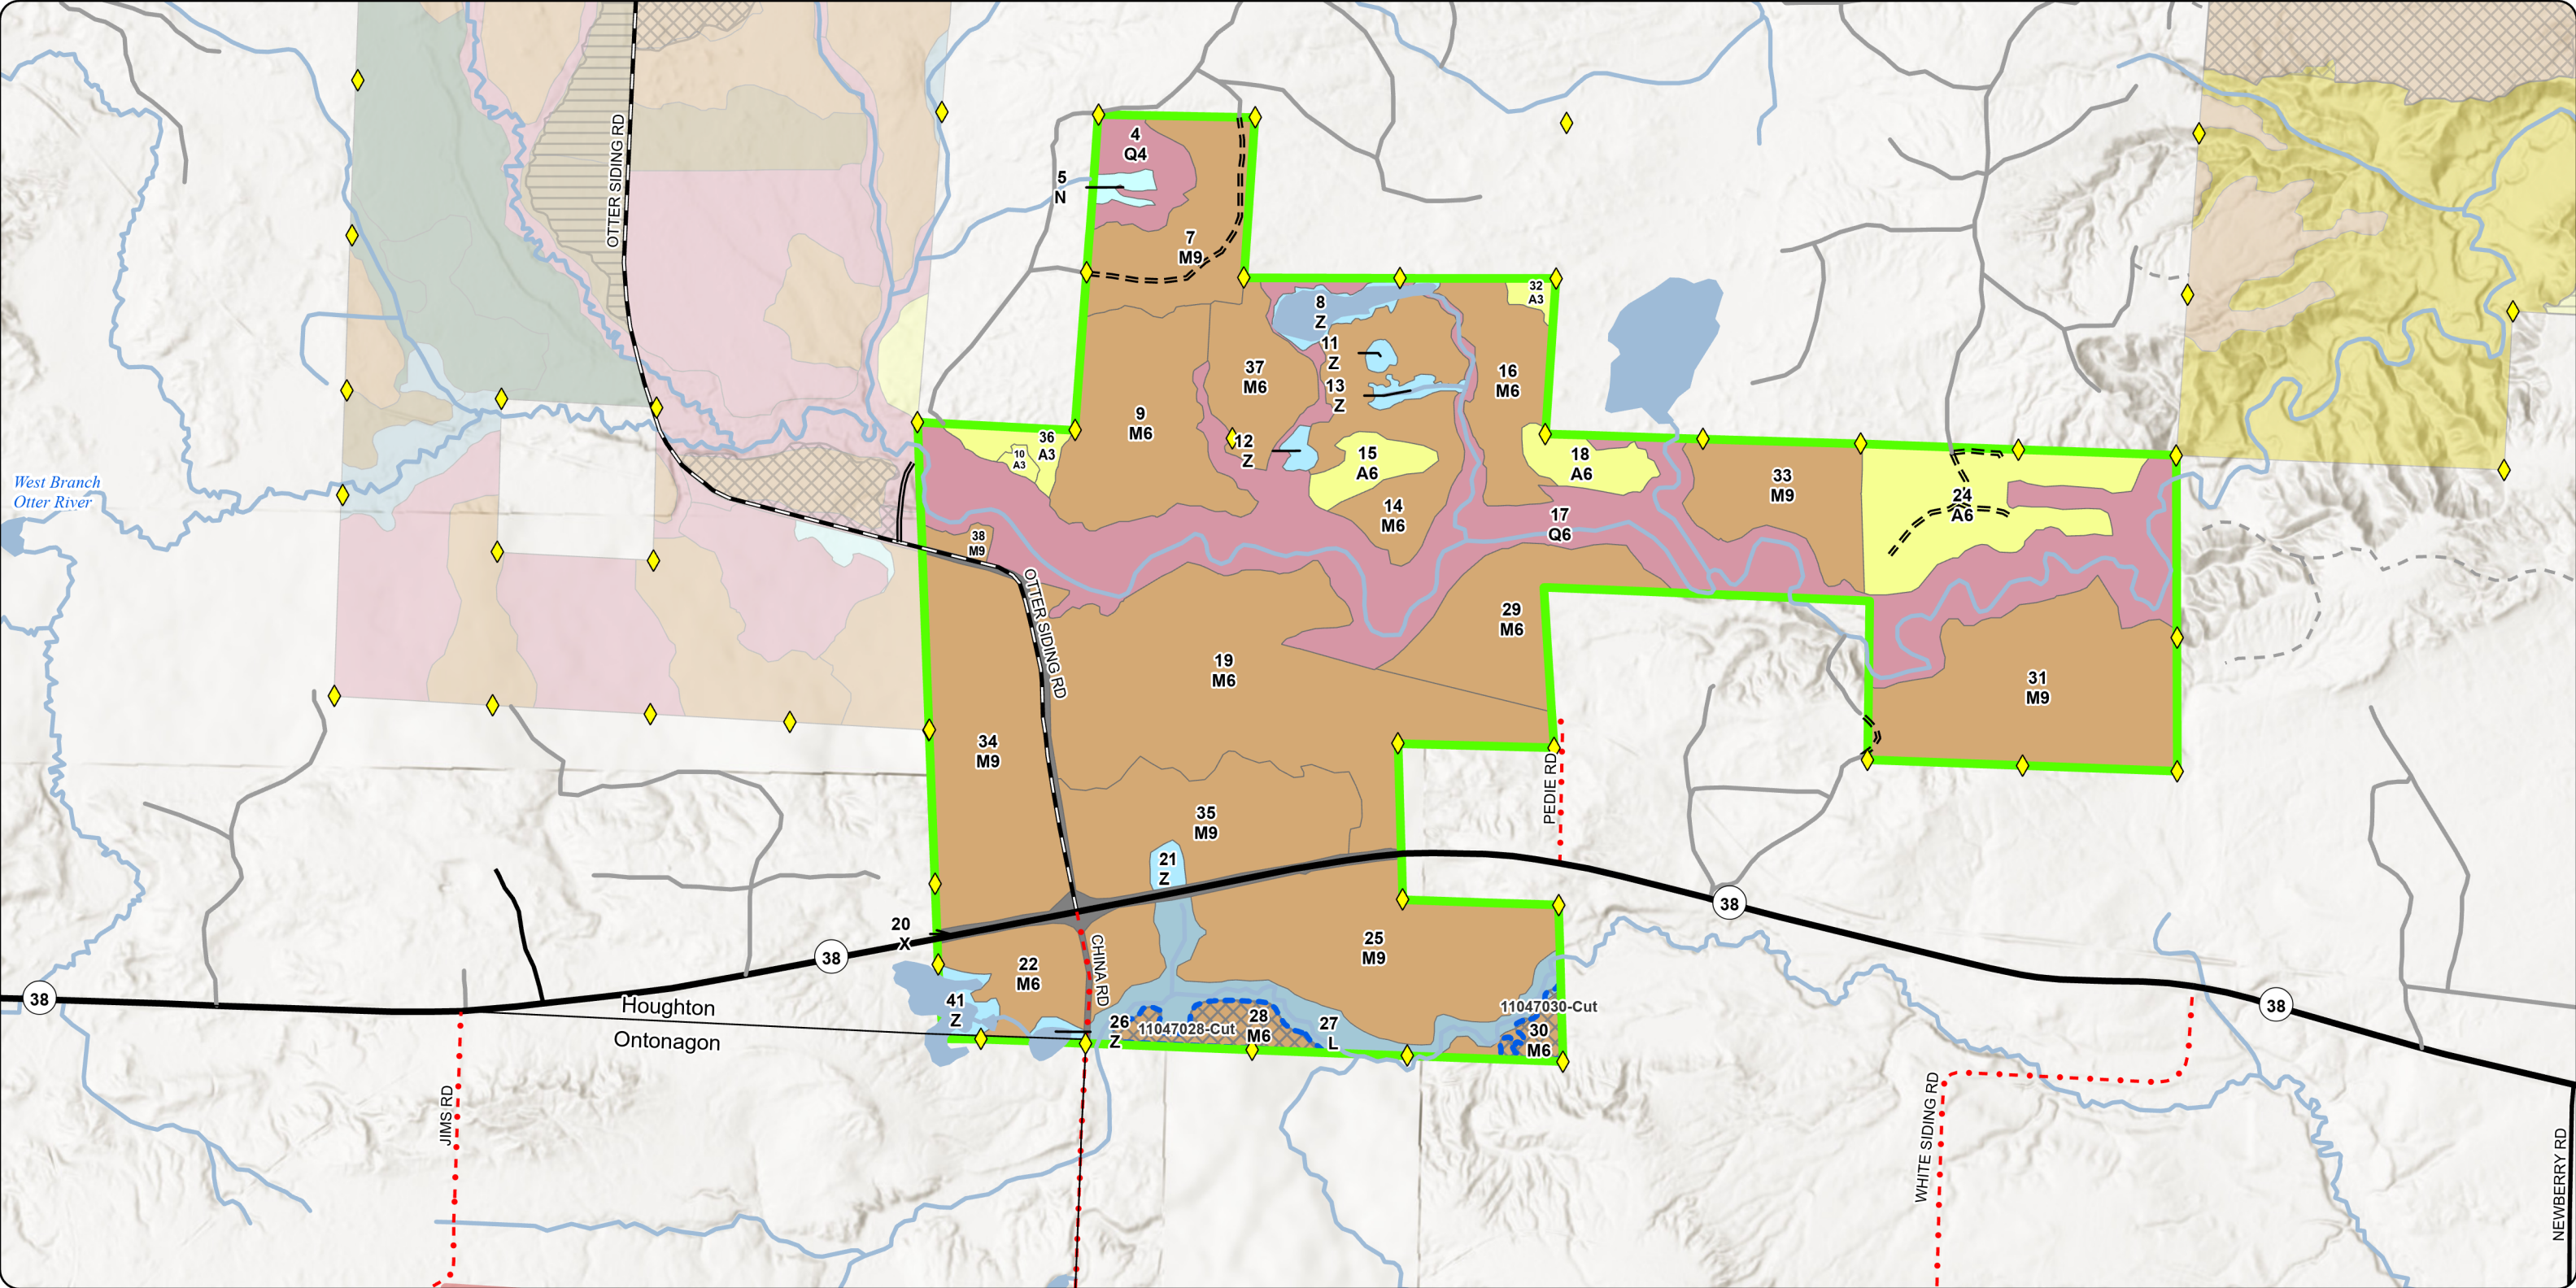 OTTER SIDING RD
4
Q4
5
N
7
M9
8
Z
32
A3
11
Z
37
M6
13
Z
16
M6
9
M6
36
A3
10
A3
12
Z
15
A6
18
A6
33
M9
24
A6
West Branch
Otter River
14
M6
17
Q6
38
M9
OTTER SIDING RD
29
M6
19
M6
31
M9
34
M9
PEDIE RD
35
M9
21
Z
38
20
X
25
M9
38
CHINA RD
22
M6
38
Houghton
38
41
Z
11047030-Cut
26
Z
11047028-Cut
28
M6
27
L
30
M6
Ontonagon
JIMS RD
WHITE SIDING RD
NEWBERRY RD